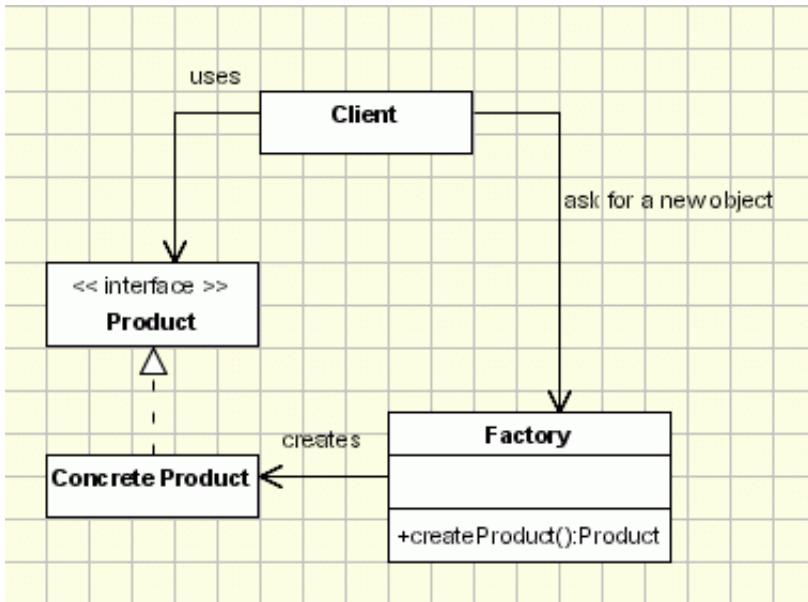 uses
Client
ask for a new object
<< interface >>
Product
creates
Factory
Concrete Product
+createProduct():Product